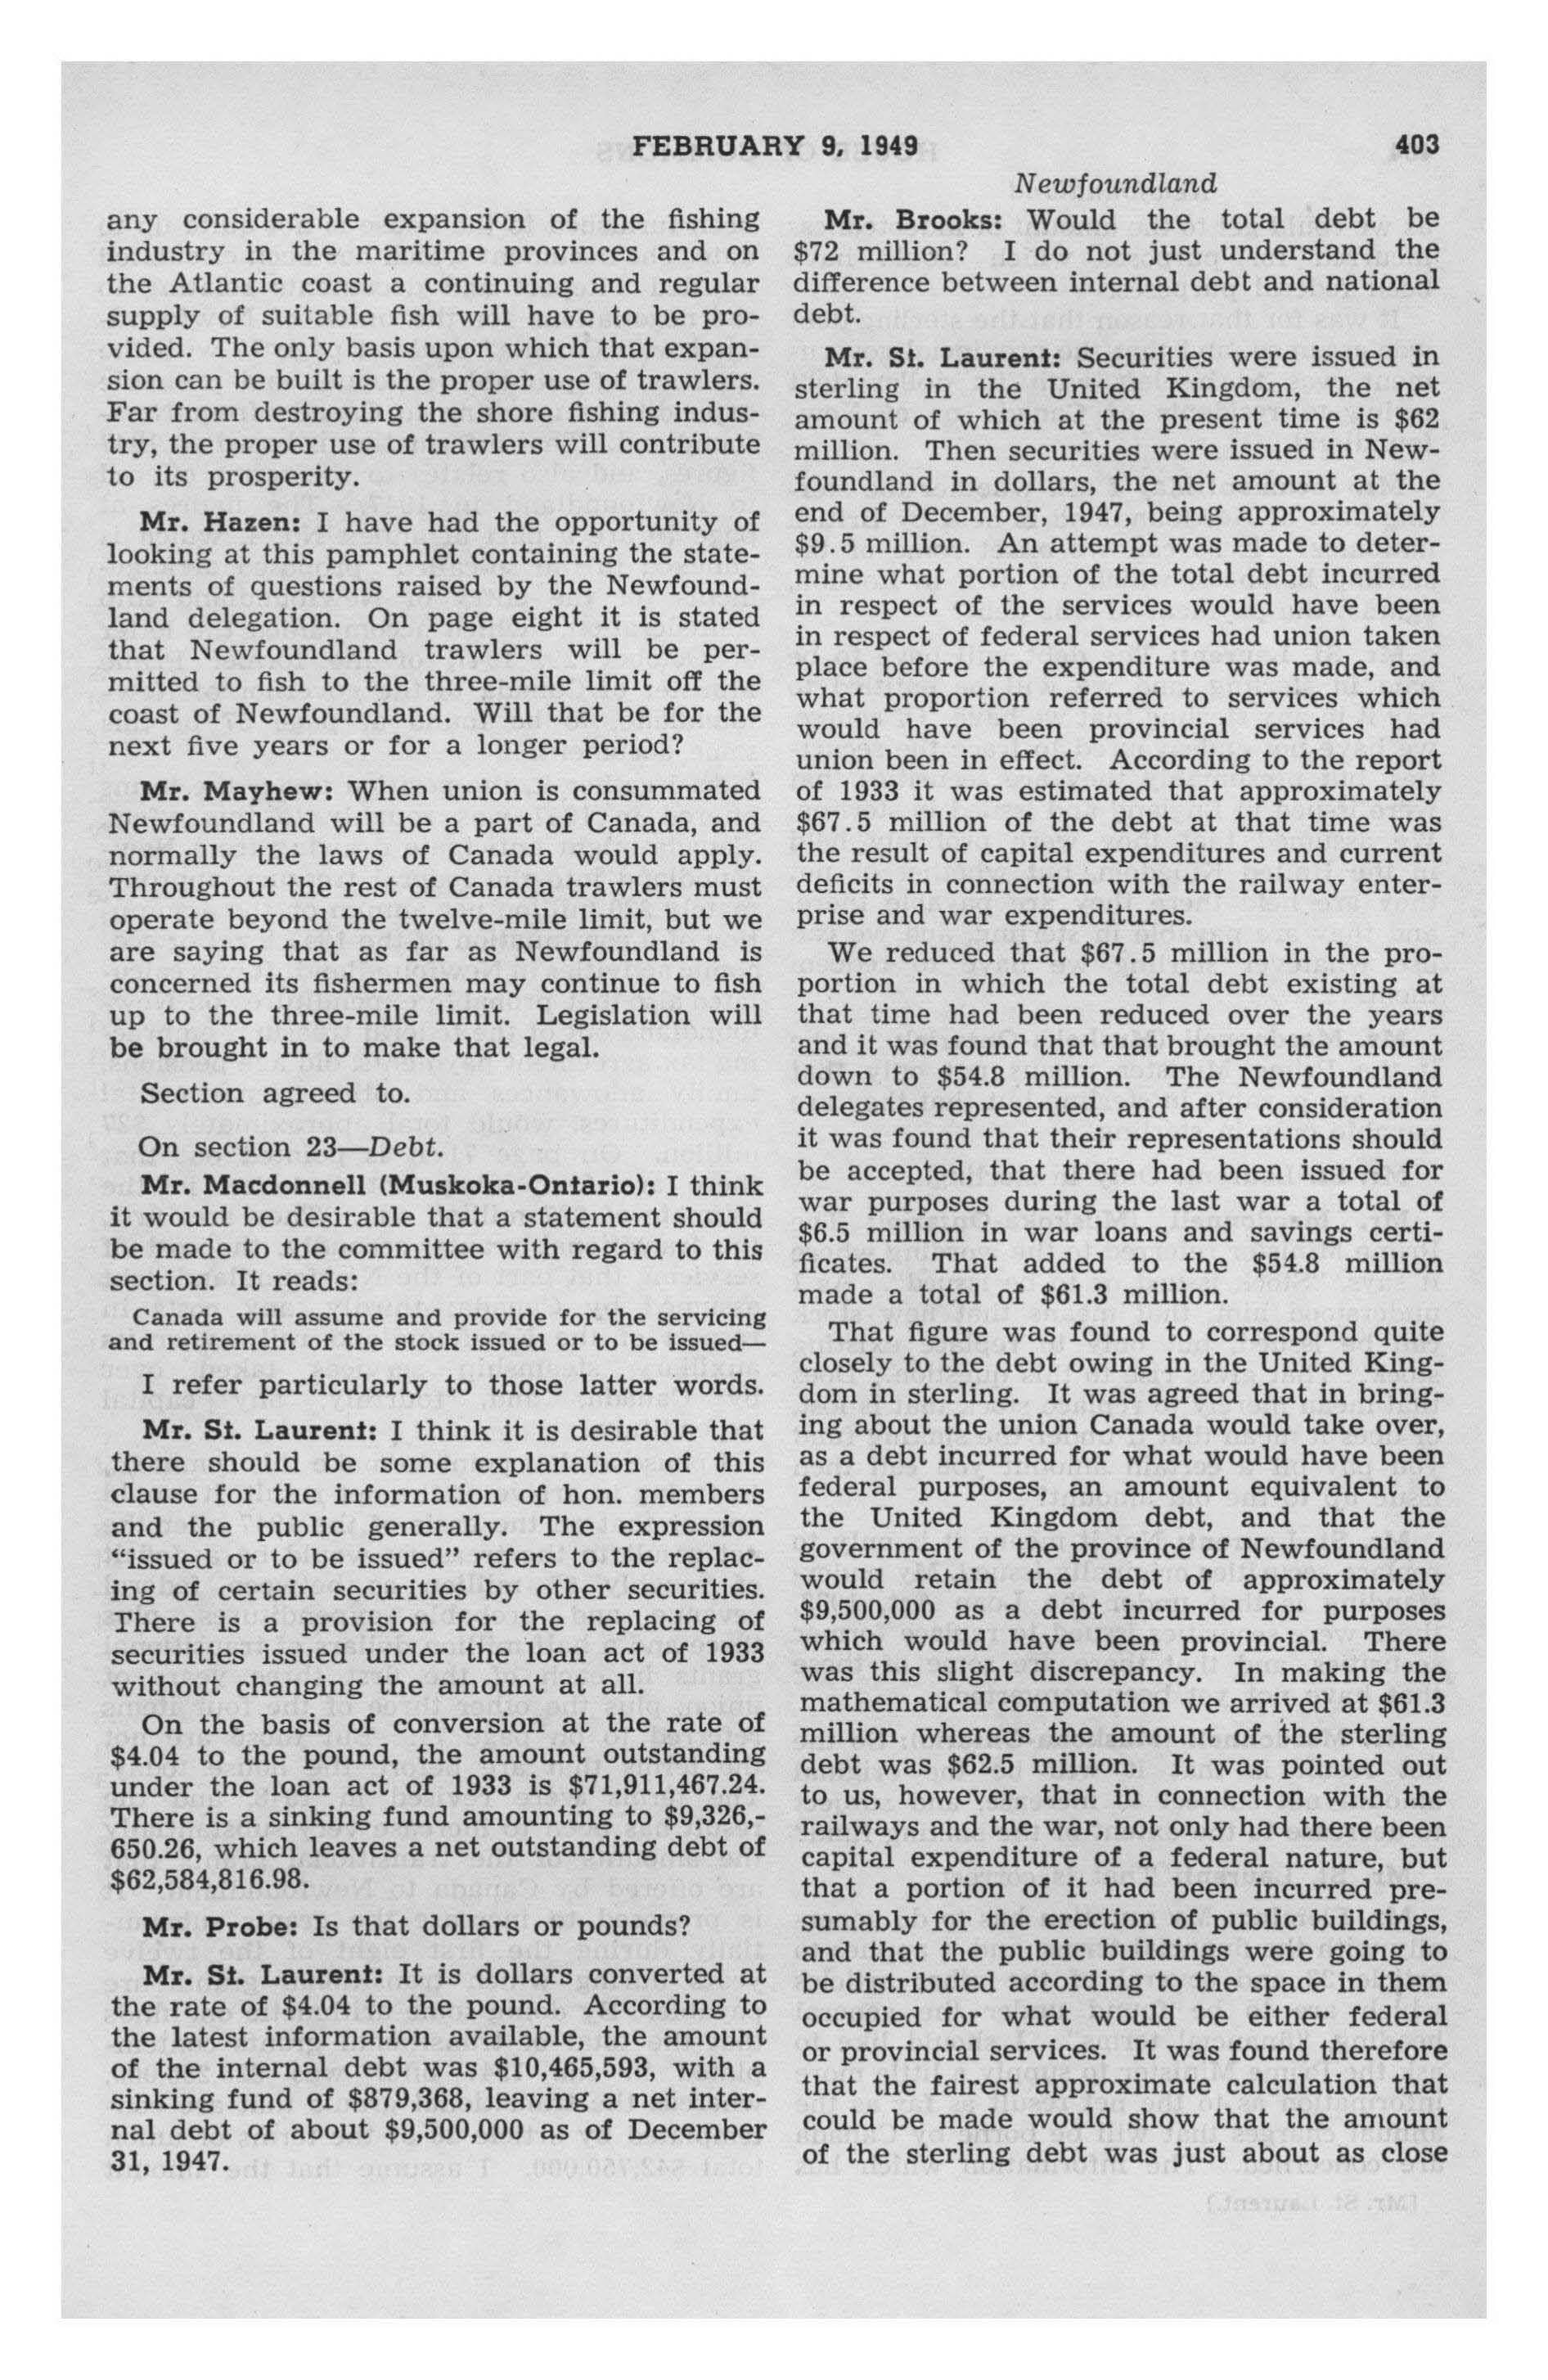 FEBRUARY 9, 1949
403
Newfoundland
any considerable expansion of the fishing
industry in the maritime provinces and on
the Atlantic coast a continuing and regular
supply of suitable fish will have to be pro-
vided. The only basis upon which that expan-
sion can be built is the proper use of trawlers.
Far from destroying the shore fishing indus-
try, the proper use of trawlers will contribute
to its prosperity.
Mr. Hazen: I have had the opportunity of
looking at this pamphlet containing the state-
ments of questions raised by the Newfound-
land delegation. On page eight it is stated
that Newfoundland trawlers will be per-
mitted to fish to the three-mile limit off the
coast of Newfoundland. Will that be for the
next five years or for a longer period?
Mr. Mayhew: When union is consummated
Newfoundland will be a part of Canada, and
normally the laws of Canada would apply.
Throughout the rest of Canada trawlers must
operate beyond the twelve-mile limit, but we
are saying that as far as Newfoundland is
concerned its fishermen may continue to fish
up to the three-mile limit. Legislation will
be brought in to make that legal.
Section agreed to.
On section 23—Debt.
Mr. Macdonnell (Muskoka-Ontario): I think
it would be desirable that a statement should
be made to the committee with regard to this
section. It reads:
Canada will assume and provide for the servicing
and retirement of the stock issued or to be issued—
I refer particularly to those latter words.
Mr. St. Laurent: I think it is desirable that
there should be some explanation of this
clause for the information of hon. members
and the public generally. The expression
“issued or to be issued” refers to the replac-
ing of certain securities by other securities.
There is a provision for the replacing of
securities issued under the loan act of 1933
without changing the amount at all.
On the basis of conversion at the rate of
$4.04 to the pound, the amount outstanding
under the loan act of 1933 is $71,911,467.24.
There is a sinking fund amounting to $9,326,-
650.26, which leaves a net outstanding debt of
$62,584,816.98.
Mr. Probe: Is that dollars or pounds?
Mr. St. Laurent: It is dollars converted at
the rate of $4.04 to the pound. According to
the latest information available, the amount
of the internal debt was $10,465,593, with a
sinking fund of $879,368, leaving a net inter-
nal debt of about $9,500,000 as of December
31, 1947.
Mr. Brooks: Would the total debt be
$72 million? I do not just understand the
difference between internal debt and national
debt.
Mr. St. Laurent: Securities were issued in
sterling in the United Kingdom, the net
amount of which at the present time is $62
million. Then securities were issued in New-
foundland in dollars, the net amount at the
end of December, 1947, being approximately
$9.5 million. An attempt was made to deter-
mine what portion of the total debt incurred
in respect of the services would have been
in respect of federal services had union taken
place before the expenditure was made, and
what proportion referred to services which
would have been provincial services had
union been in effect. According to the report
of 1933 it was estimated that approximately
$67.5 million of the debt at that time was
the result of capital expenditures and current
deficits in connection with the railway enter-
prise and war expenditures.
We reduced that $67.5 million in the pro-
portion in which the total debt existing at
that time had been reduced over the years
and it was found that that brought the amount
down to $54.8 million. The Newfoundland
delegates represented, and after consideration
it was found that their representations should
be accepted, that there had been issued for
war purposes during the last war a total of
$6.5 million in war loans and savings certi-
ficates. That added to the $54.8 million
made a total of $61.3 million.
That figure was found to correspond quite
closely to the debt owing in the United King-
dom in sterling. It was agreed that in bring-
ing about the union Canada would take over,
as a debt incurred for what would have been
federal purposes, an amount equivalent to
the United Kingdom debt, and that the
government of the province of Newfoundland
would retain the debt of approximately
$9,500,000 as a debt incurred for purposes
which would have been provincial. There
was this slight discrepancy. In making the
mathematical computation we arrived at $61.3
million whereas the amount of the sterling
debt was $62.5 million. It was pointed out
to us, however, that in connection with the
railways and the war, not only had there been
capital expenditure of a federal nature, but
that a portion of it had been incurred pre-
sumably for the erection of public buildings,
and that the public buildings were going to
be distributed according to the space in them
occupied for what would be either federal
or provincial services. It was found therefore
that the fairest approximate calculation that
could be made would show that the amount
of the sterling debt was just about as close